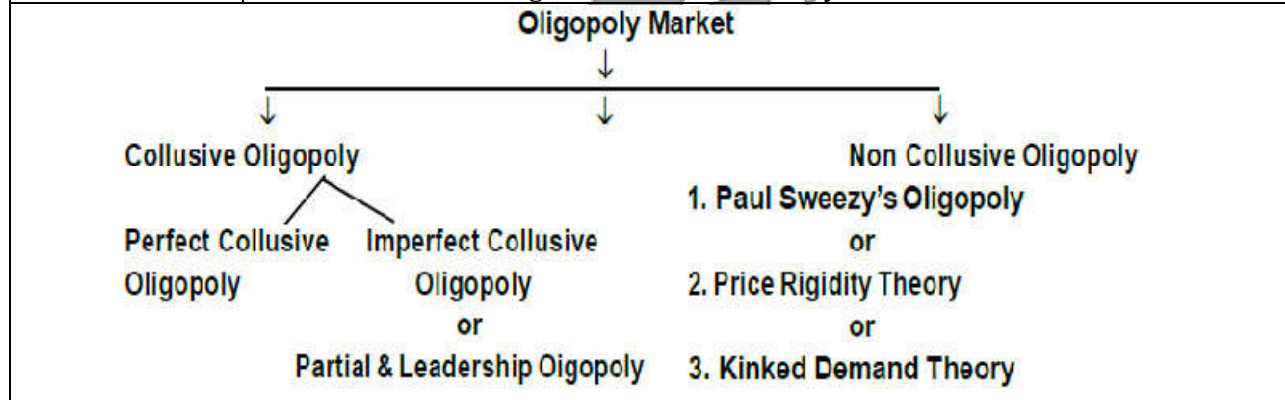 Oligopoly Market
↓
↓ ↓ ↓
Collusive Oligopoly
Perfect Collusive Oligopoly
Imperfect Collusive Oligopoly
or
Partial & Leadership Oigopoly
Non Collusive Oligopoly
1. Paul Sweezy's Oligopoly
or
2. Price Rigidity Theory
or
3. Kinked Demand Theory